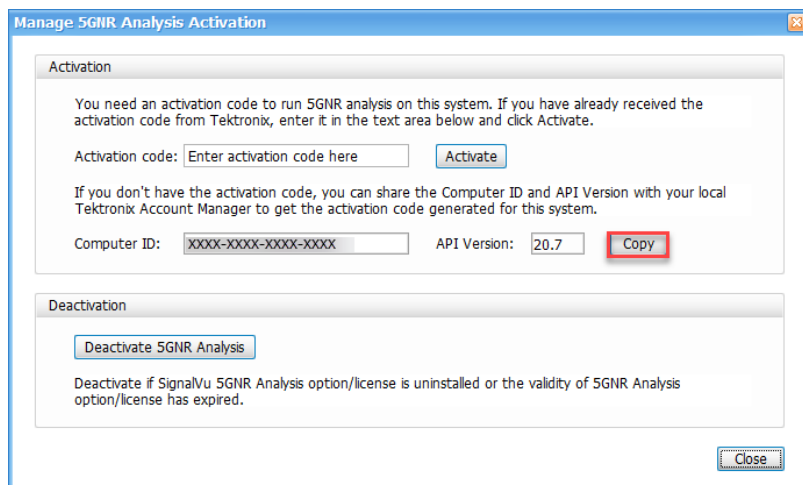 Manage 5GNR Analysis Activation
Activation
You need an activation code to run 5GNR analysis on this system. If you have already received the
activation code from Tektronix, enter it in the text area below and click Activate.
Activation code: Enter activation code here Activate
If you don't have the activation code, you can share the Computer ID and API Version with your local
Tektronix Account Manager to get the activation code generated for this system.
Computer ID: XXXX-XXXX-XXXX-XXXX API Version: 20.7 Copy
Deactivation
Deactivate 5GNR Analysis
Deactivate if SignalVu 5GNR Analysis option/license is uninstalled or the validity of 5GNR Analysis
option/license has expired.
Close